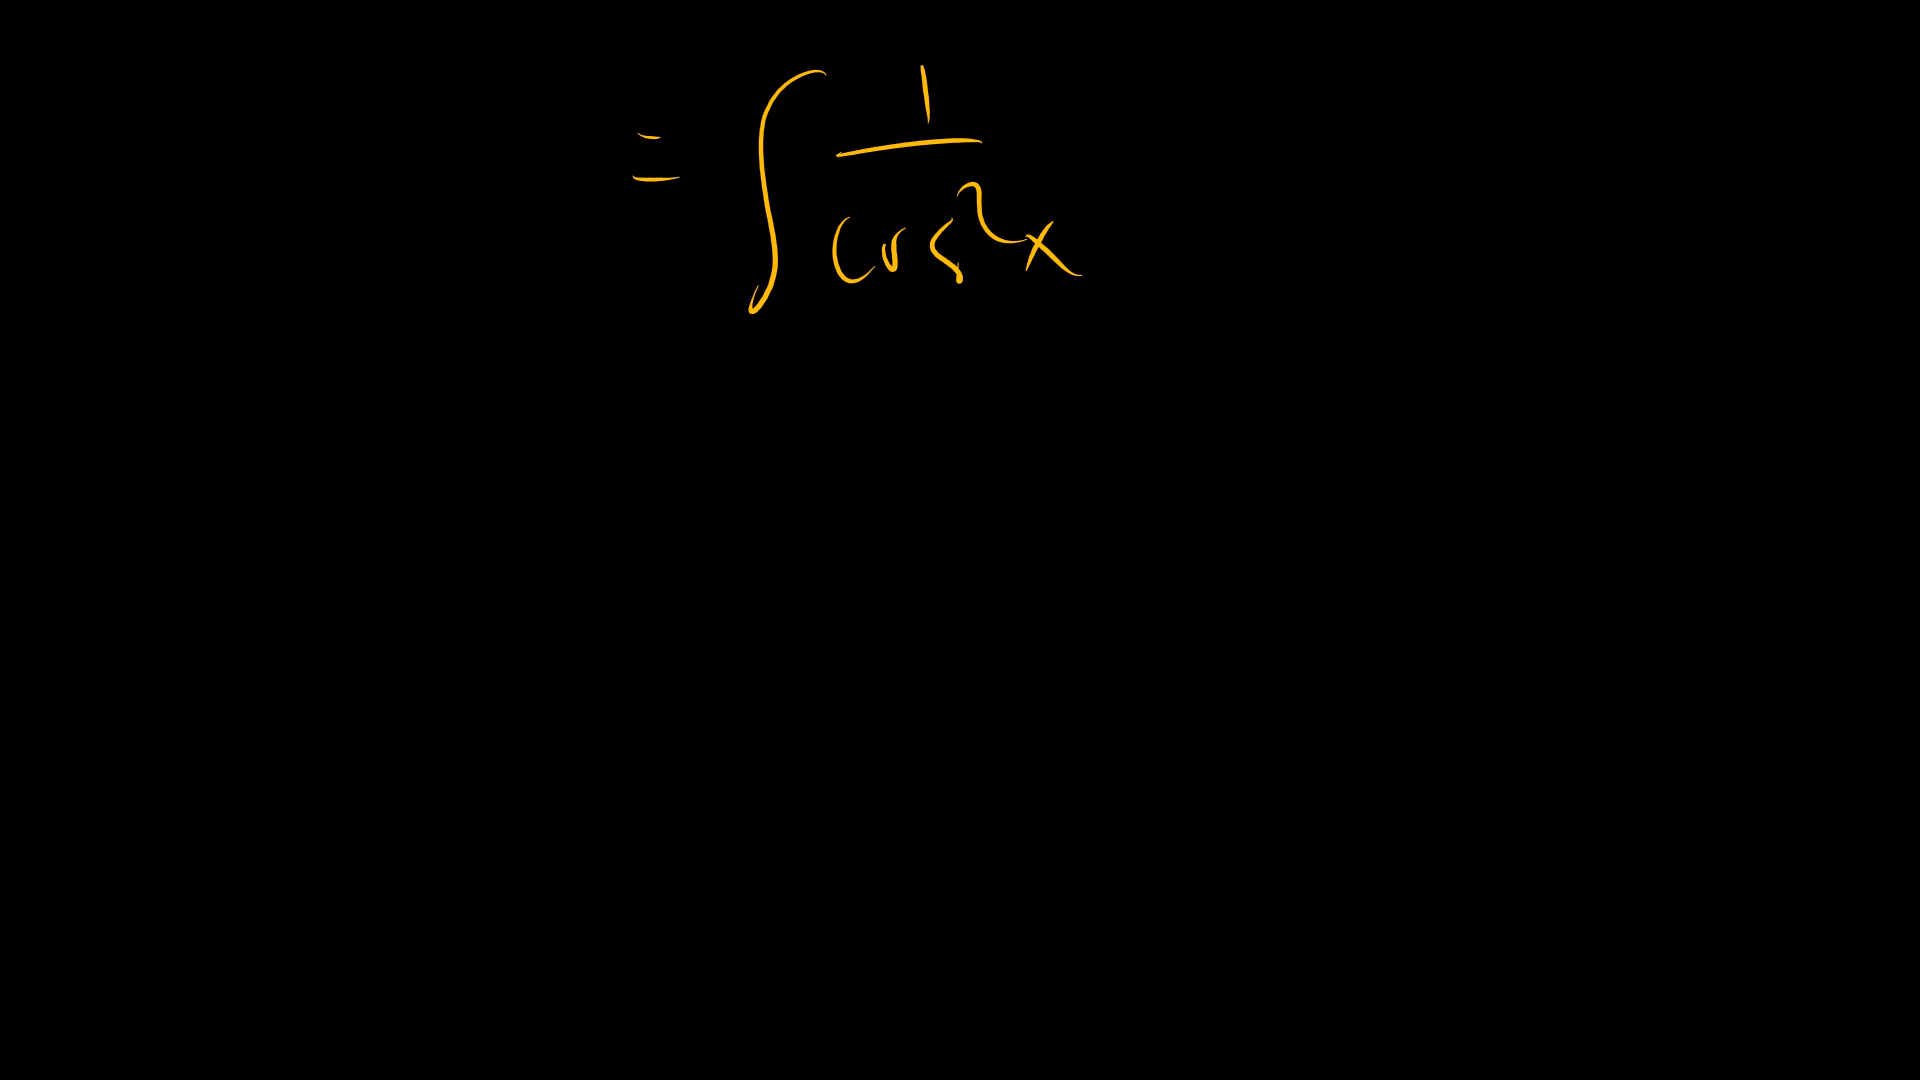 = ∫ 1/cos²x